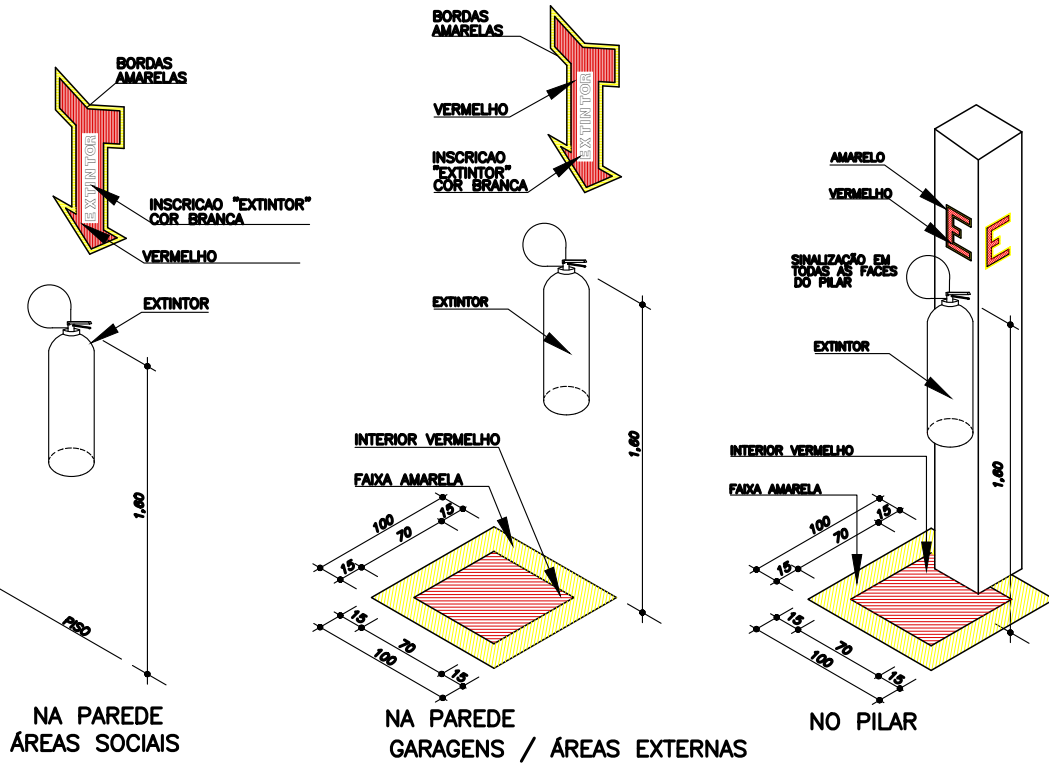 BORDAS
AMARELAS
EXTINTOR
INSCRICAO "EXTINTOR"
COR BRANCA
VERMELHO
EXTINTOR
1,60
PISO
NA PAREDE
ÁREAS SOCIAIS
BORDAS
AMARELAS
VERMELHO
EXTINTOR
INSCRICAO
"EXTINTOR"
COR BRANCA
EXTINTOR
1,60
INTERIOR VERMELHO
FAIXA AMARELA
100
15
70
15
15
70
100
15
NA PAREDE
GARAGENS / ÁREAS EXTERNAS
AMARELO
VERMELHO
E E
SINALIZAÇÃO EM
TODAS AS FACES
DO PILAR
EXTINTOR
1,60
INTERIOR VERMELHO
FAIXA AMARELA
100
15
70
15
15
70
100
15
NO PILAR